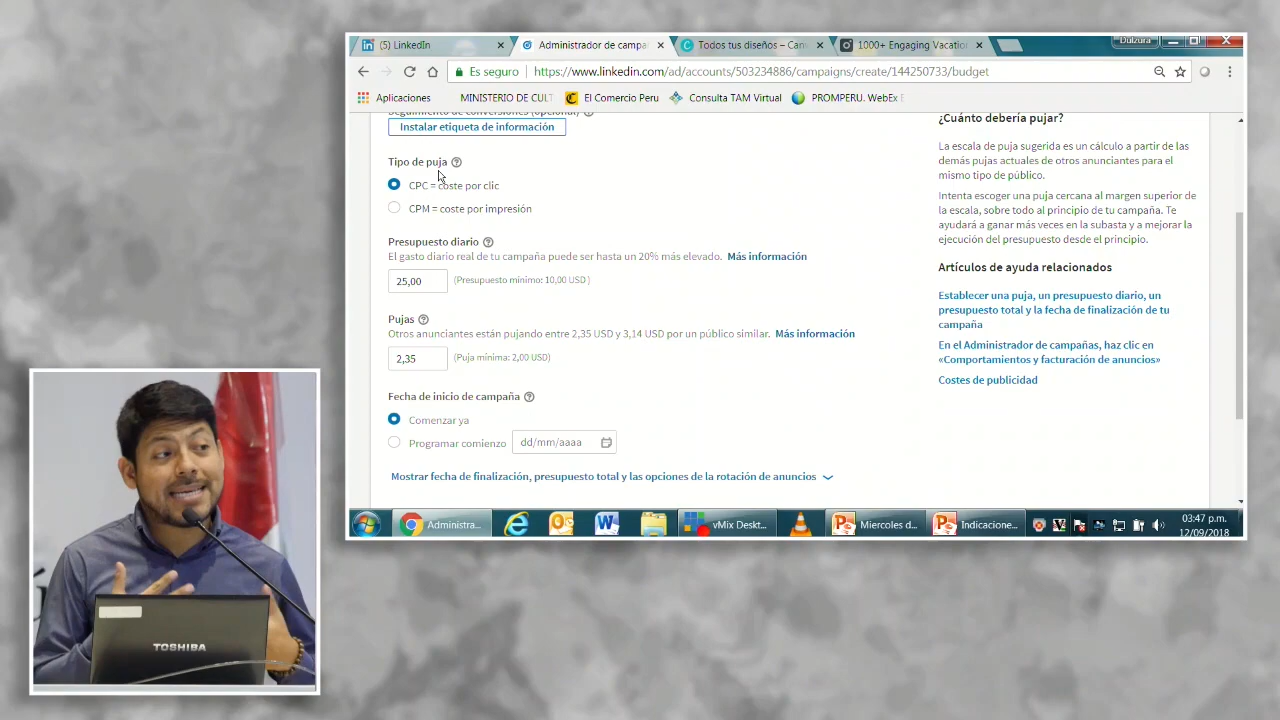 (5) LinkedIn
Administrador de campa
Todos tus diseños – Can
1000+ Engaging Vacation
Dulzura
Es seguro
https://www.linkedin.com/ad/accounts/503234886/campaigns/create/144250733/budget
Aplicaciones
MINISTERIO DE CULT
El Comercio Peru
Consulta TAM Virtual
PROMPERU. WebEx E
Seguimiento de conversiones (opcional)
Instalar etiqueta de información
Tipo de puja
CPC = coste por clic
CPM = coste por impresión
Presupuesto diario
El gasto diario real de tu campaña puede ser hasta un 20% más elevado. Más información
25,00 (Presupuesto mínimo: 10,00 USD )
Pujas
Otros anunciantes están pujando entre 2,35 USD y 3,14 USD por un público similar. Más información
2,35 (Puja mínima: 2,00 USD)
Fecha de inicio de campaña
Comenzar ya
Programar comienzo dd/mm/aaaa
Mostrar fecha de finalización, presupuesto total y las opciones de la rotación de anuncios
¿Cuánto debería pujar?
La escala de puja sugerida es un cálculo a partir de las
demás pujas actuales de otros anunciantes para el
mismo tipo de público.
Intenta escoger una puja cercana al margen superior de
la escala, sobre todo al principio de tu campaña. Te
ayudará a ganar más veces en la subasta y a mejorar la
ejecución del presupuesto desde el principio.
Artículos de ayuda relacionados
Establecer una puja, un presupuesto diario, un
presupuesto total y la fecha de finalización de tu
campaña
En el Administrador de campañas, haz clic en
«Comportamientos y facturación de anuncios»
Costes de publicidad
Administra...
vMix Deskt...
Miercoles d...
Indicacione...
03:47 p.m.
12/09/2018
TOSHIBA